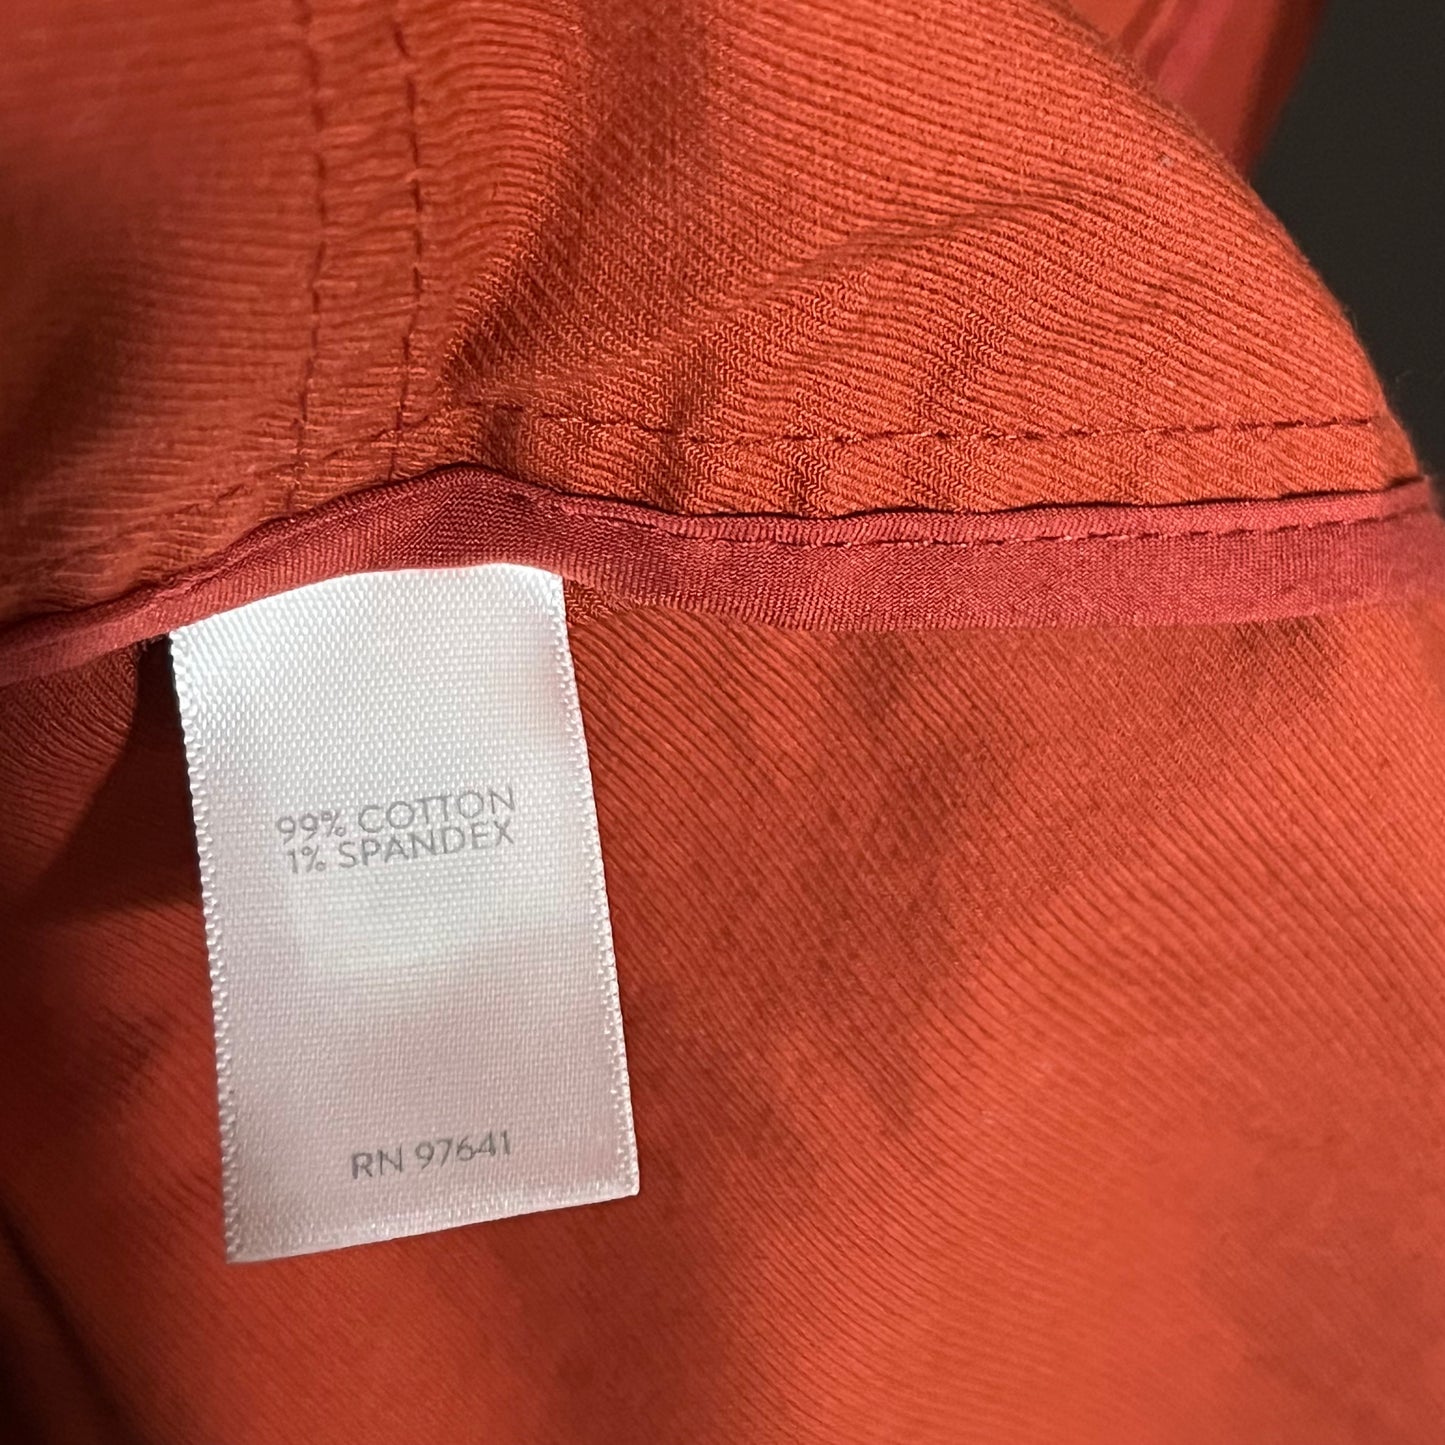 99% COTTON
1% SPANDEX
RN 97641